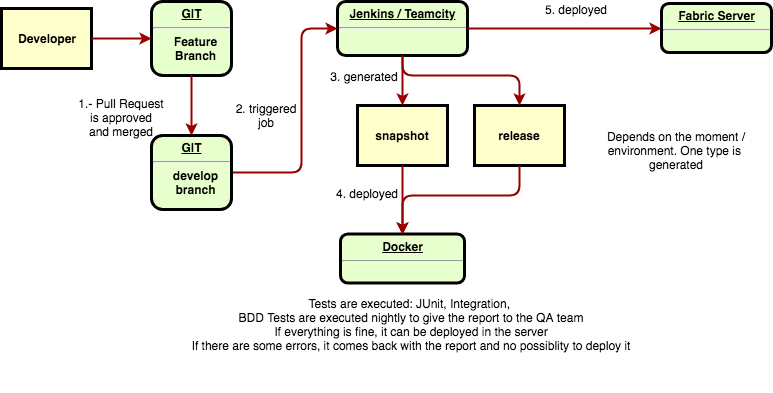 Developer
GIT
Feature
Branch
1.- Pull Request
is approved
and merged
GIT
develop
branch
2. triggered
job
Jenkins / Teamcity
5. deployed
Fabric Server
3. generated
snapshot
release
Depends on the moment /
environment. One type is
generated
4. deployed
Docker
Tests are executed: JUnit, Integration,
BDD Tests are executed nightly to give the report to the QA team
If everything is fine, it can be deployed in the server
If there are some errors, it comes back with the report and no possiblity to deploy it